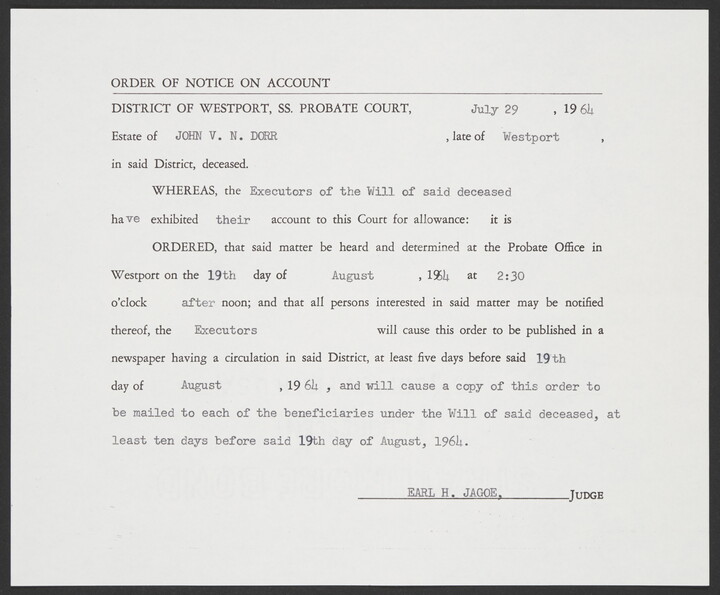 ORDER OF NOTICE ON ACCOUNT
DISTRICT OF WESTPORT, SS. PROBATE COURT, July 29 , 1964
Estate of JOHN V. N. DORR , late of Westport ,
in said District, deceased.
WHEREAS, the Executors of the Will of said deceased
have exhibited their account to this Court for allowance: it is
ORDERED, that said matter be heard and determined at the Probate Office in
Westport on the 19th day of August , 1964 at 2:30
o'clock after noon; and that all persons interested in said matter may be notified
thereof, the Executors will cause this order to be published in a
newspaper having a circulation in said District, at least five days before said 19th
day of August , 1964 , and will cause a copy of this order to
be mailed to each of the beneficiaries under the Will of said deceased, at
least ten days before said 19th day of August, 1964.
EARL H. JAGOE, JUDGE